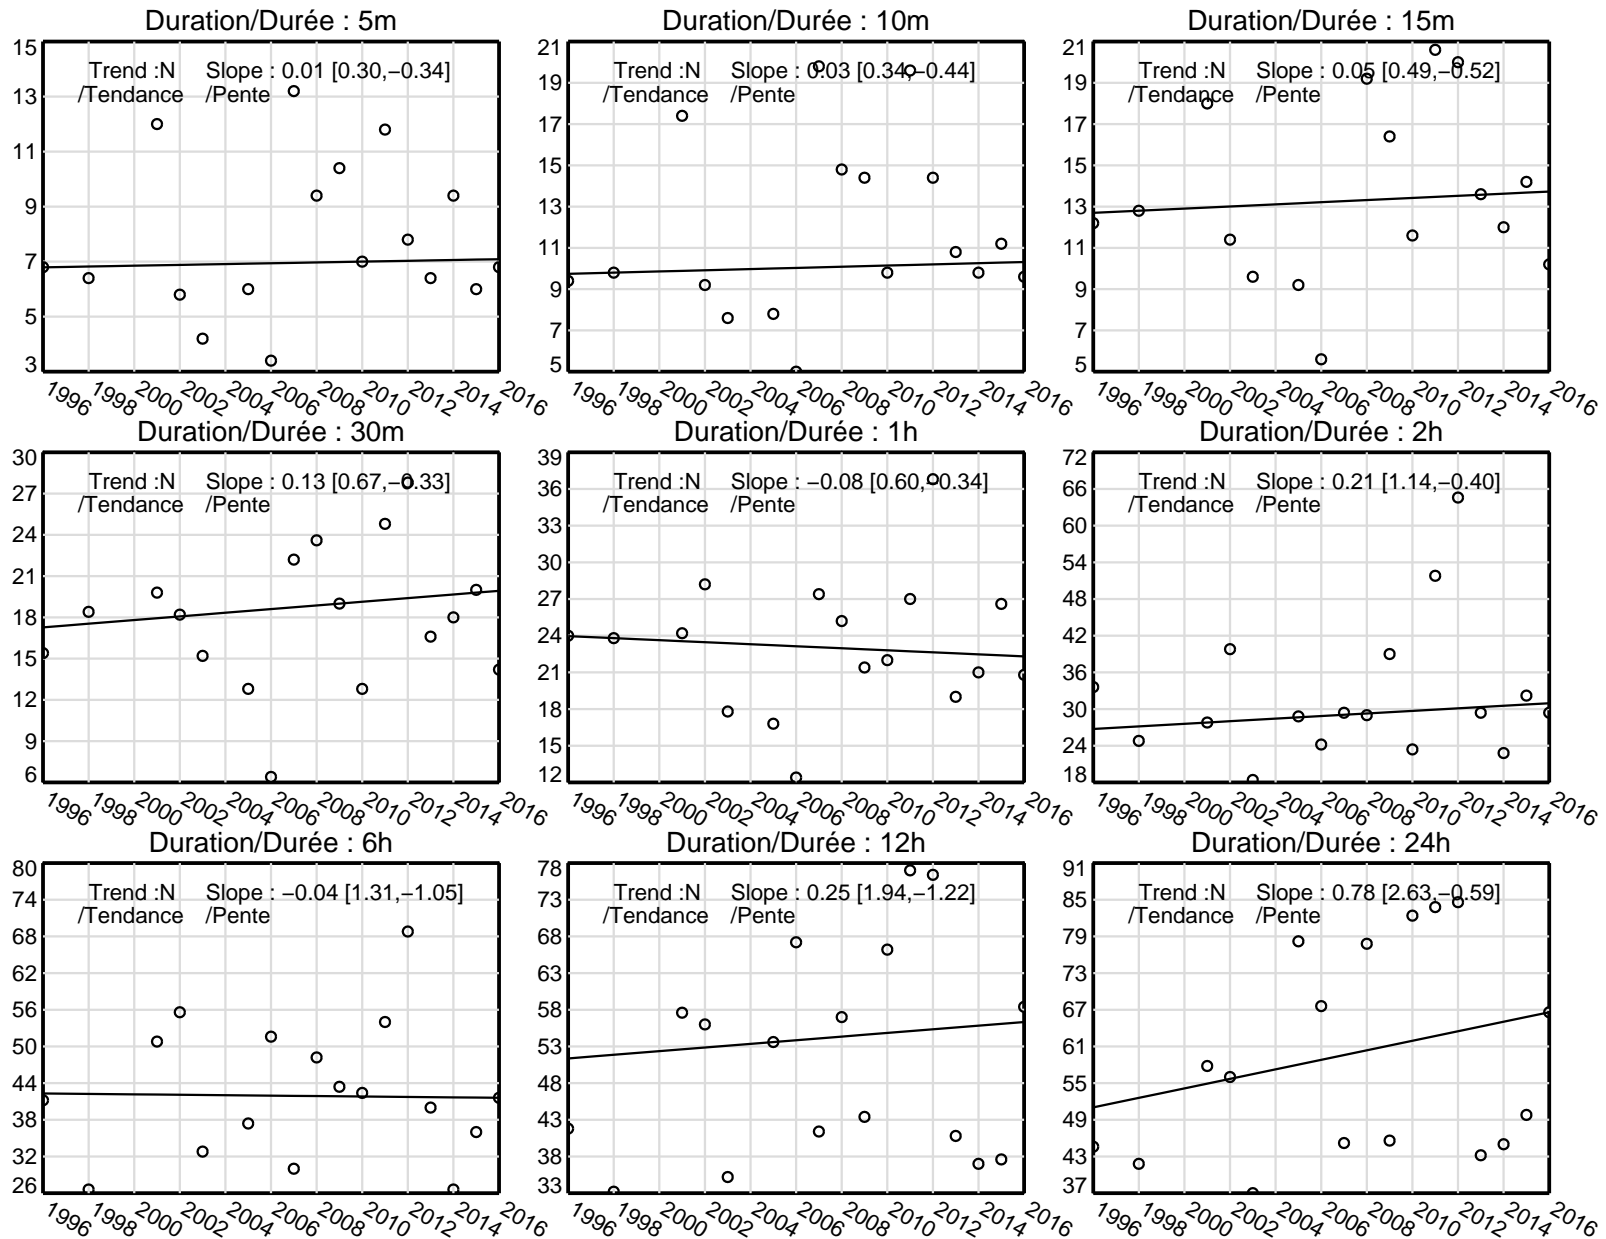 Duration/Durée : 5m
15
13
11
9
7
5
3
Trend :N Slope : 0.01 [0.30,−0.34]
/Tendance /Pente
1996 1998 2000 2002 2004 2006 2008 2010 2012 2014 2016
Duration/Durée : 10m
21
19
17
15
13
11
9
7
5
Trend :N Slope : 0.03 [0.34,−0.44]
/Tendance /Pente
1996 1998 2000 2002 2004 2006 2008 2010 2012 2014 2016
Duration/Durée : 15m
21
19
17
15
13
11
9
7
5
Trend :N Slope : 0.05 [0.49,−0.52]
/Tendance /Pente
1996 1998 2000 2002 2004 2006 2008 2010 2012 2014 2016
Duration/Durée : 30m
30
27
24
21
18
15
12
9
6
Trend :N Slope : 0.13 [0.67,−0.33]
/Tendance /Pente
1996 1998 2000 2002 2004 2006 2008 2010 2012 2014 2016
Duration/Durée : 1h
39
36
33
30
27
24
21
18
15
12
Trend :N Slope : −0.08 [0.60,−0.34]
/Tendance /Pente
1996 1998 2000 2002 2004 2006 2008 2010 2012 2014 2016
Duration/Durée : 2h
72
66
60
54
48
42
36
30
24
18
Trend :N Slope : 0.21 [1.14,−0.40]
/Tendance /Pente
1996 1998 2000 2002 2004 2006 2008 2010 2012 2014 2016
Duration/Durée : 6h
80
74
68
62
56
50
44
38
32
26
Trend :N Slope : −0.04 [1.31,−1.05]
/Tendance /Pente
1996 1998 2000 2002 2004 2006 2008 2010 2012 2014 2016
Duration/Durée : 12h
78
73
68
63
58
53
48
43
38
33
Trend :N Slope : 0.25 [1.94,−1.22]
/Tendance /Pente
1996 1998 2000 2002 2004 2006 2008 2010 2012 2014 2016
Duration/Durée : 24h
91
85
79
73
67
61
55
49
43
37
Trend :N Slope : 0.78 [2.63,−0.59]
/Tendance /Pente
1996 1998 2000 2002 2004 2006 2008 2010 2012 2014 2016